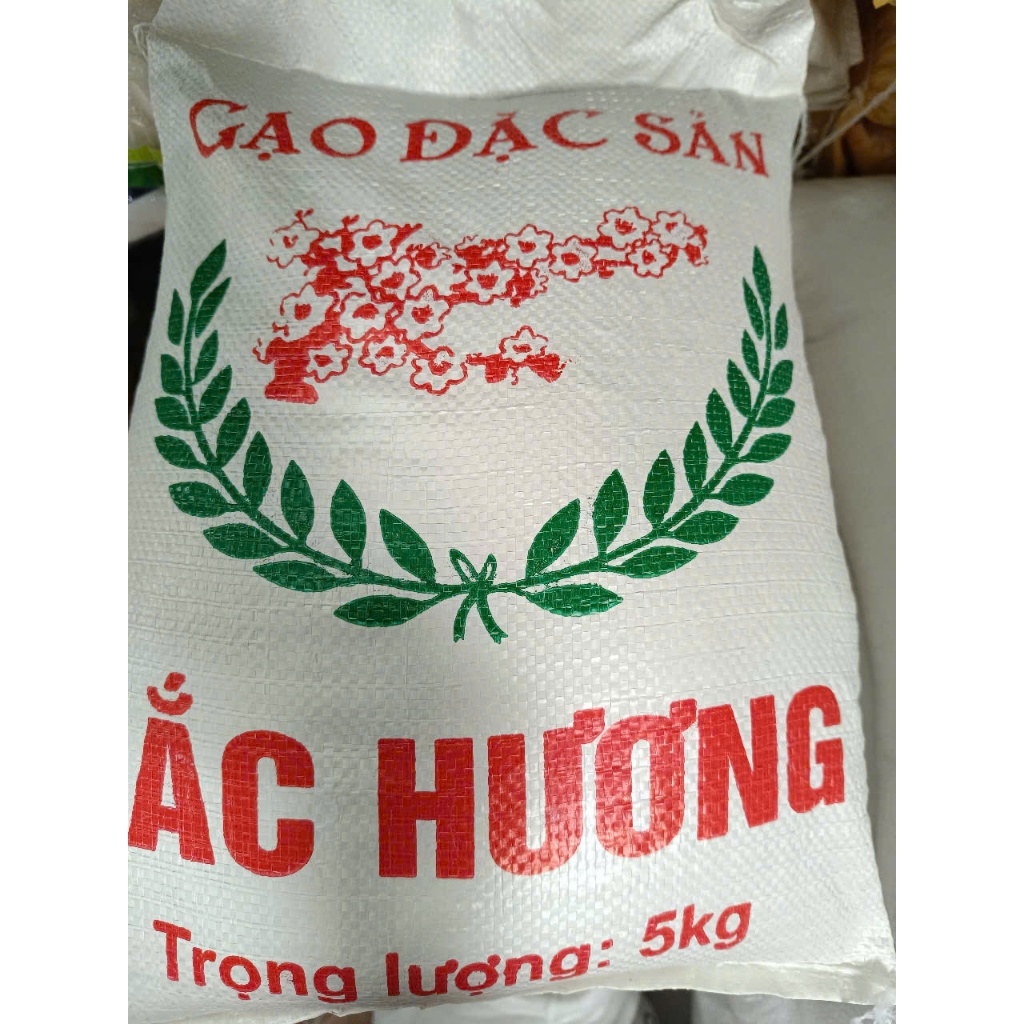 GẠO ĐẶC SẢN
ẮC HƯƠNG
Trọng lượng: 5kg